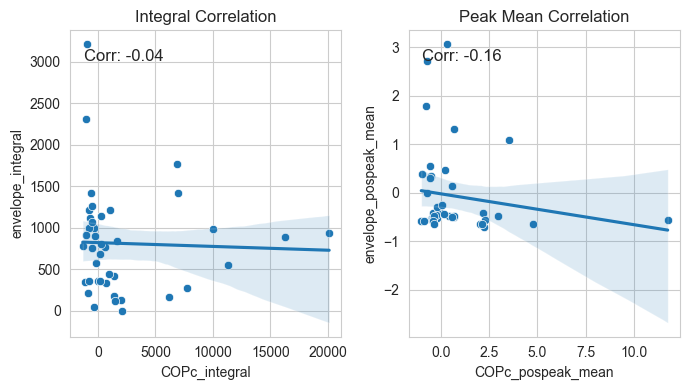 Integral Correlation
Corr: -0.04
3000
2500
2000
1500
1000
500
0
envelope_integral
0
5000
10000
15000
20000
COPc_integral
Peak Mean Correlation
Corr: -0.16
3
2
1
0
−1
−2
envelope_pospeak_mean
0.0
2.5
5.0
7.5
10.0
COPc_pospeak_mean